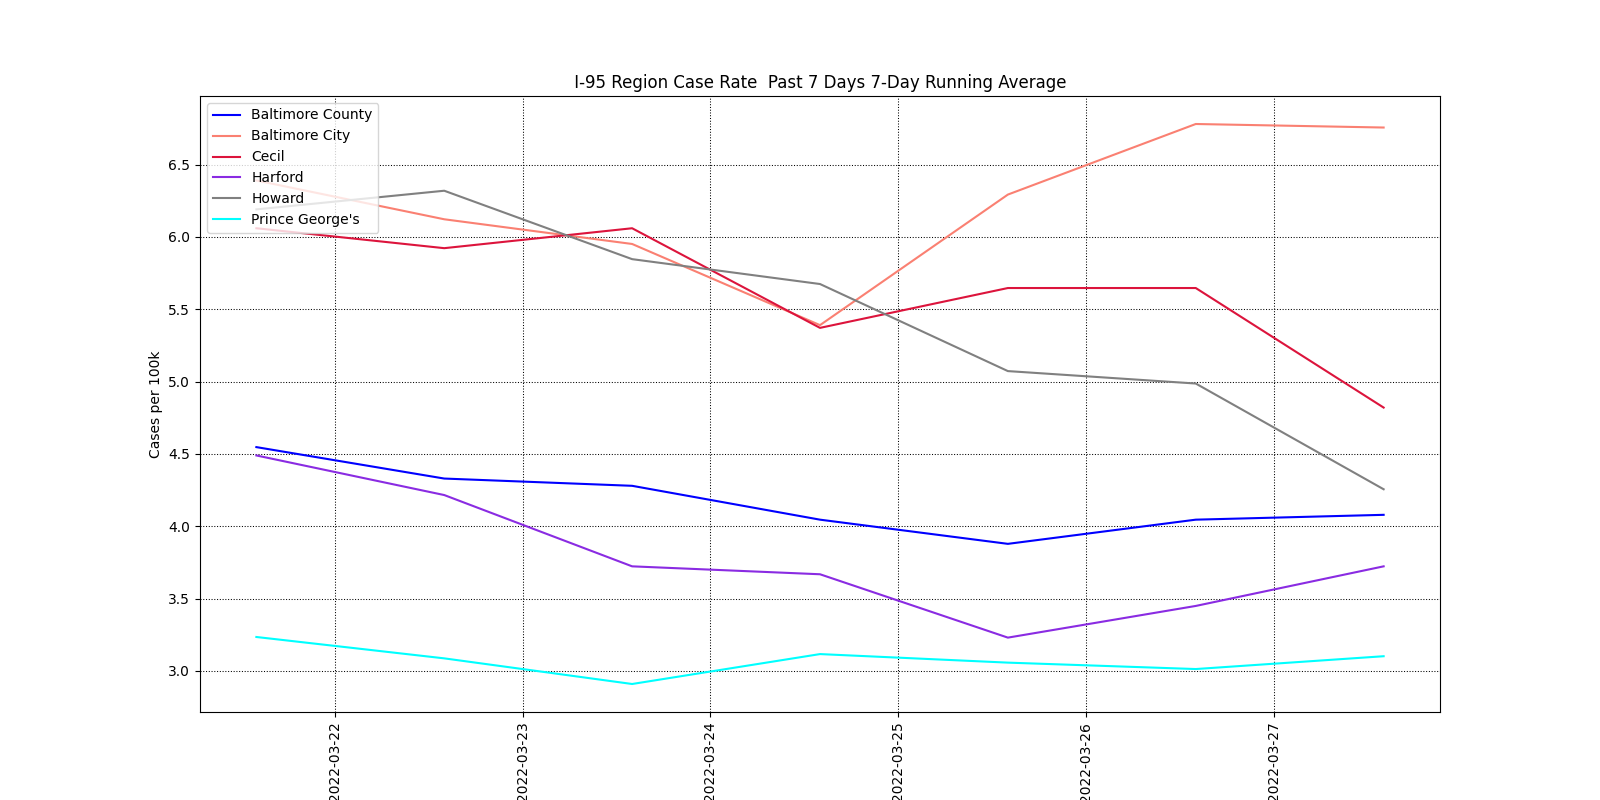 I-95 Region Case Rate  Past 7 Days 7-Day Running Average
Baltimore County
Baltimore City
Cecil
Harford
Howard
Prince George's
Cases per 100k
6.5
6.0
5.5
5.0
4.5
4.0
3.5
3.0
2022-03-22
2022-03-23
2022-03-24
2022-03-25
2022-03-26
2022-03-27